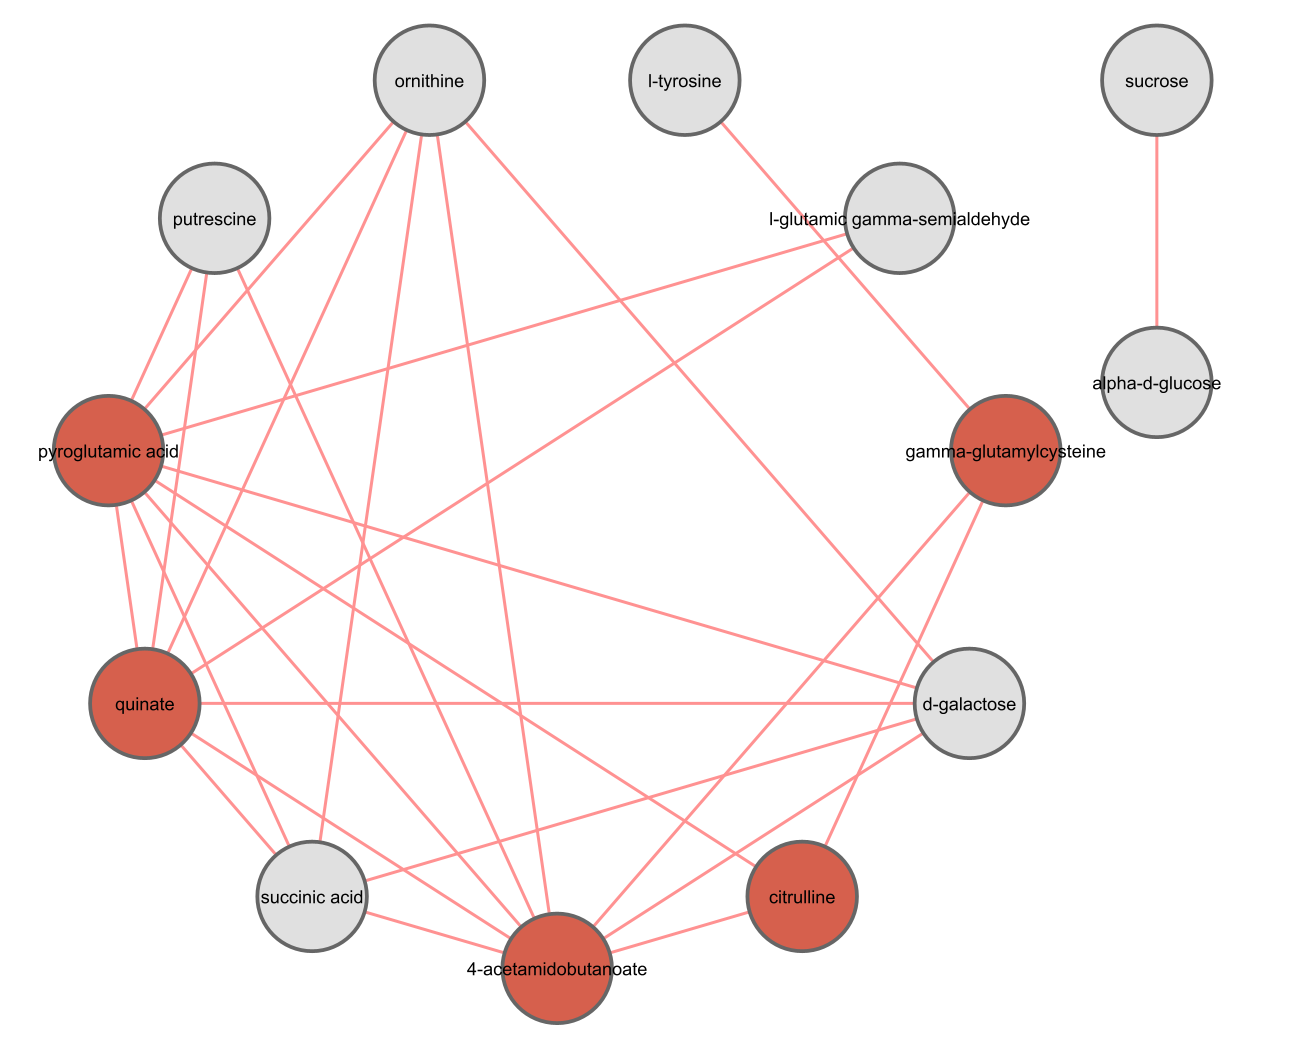 ornithine
l-tyrosine
sucrose
putrescine
l-glutamic gamma-semialdehyde
alpha-d-glucose
pyroglutamic acid
gamma-glutamylcysteine
quinate
d-galactose
succinic acid
citrulline
4-acetamidobutanoate